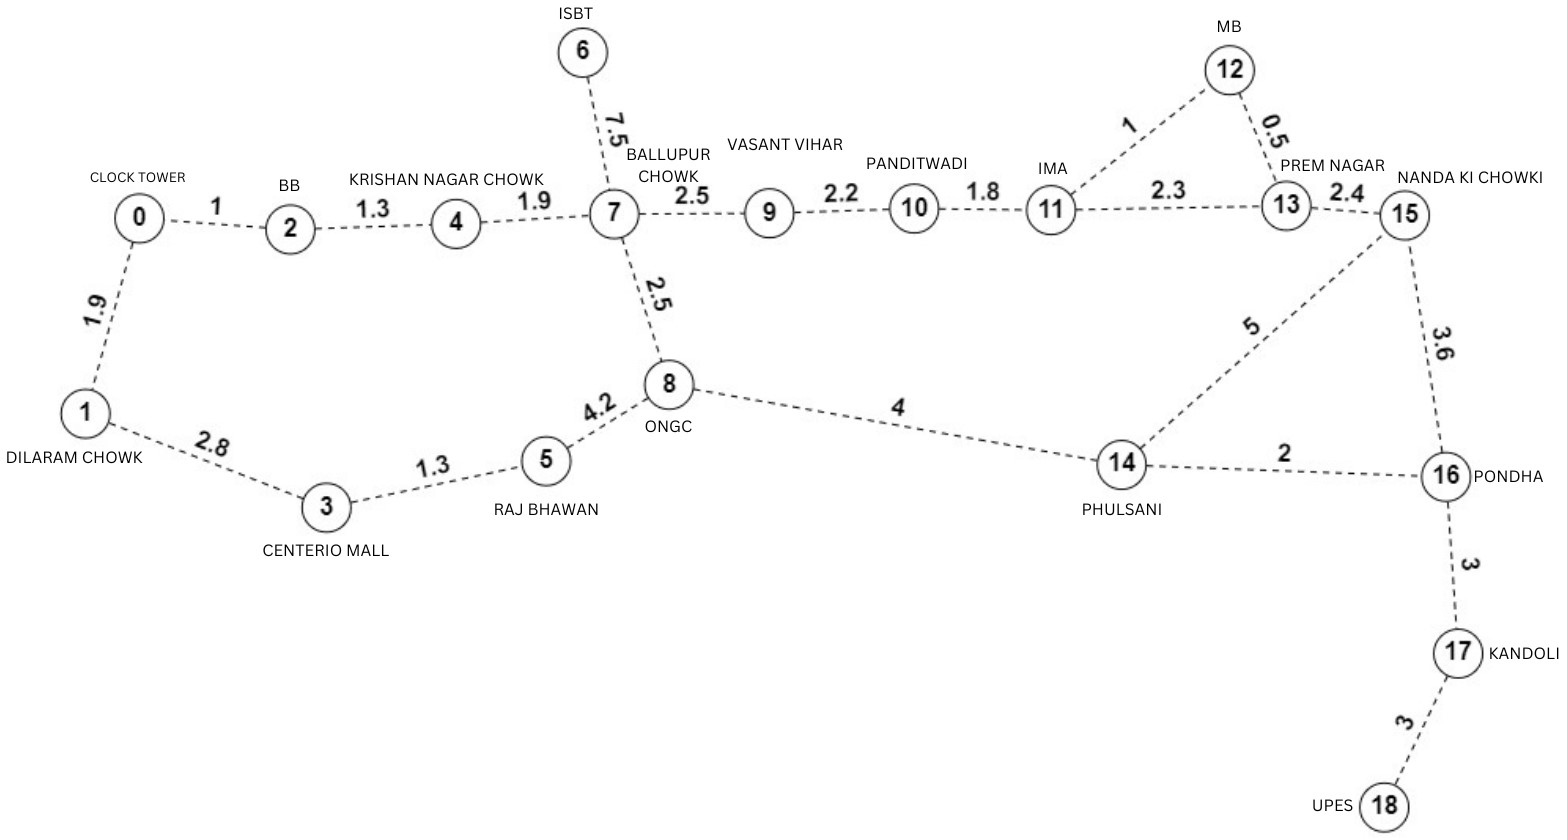 ISBT
6
MB
12
7.5
1
0.5
CLOCK TOWER
0
1
BB
2
1.3
KRISHAN NAGAR CHOWK
4
1.9
BALLUPUR
CHOWK
7
2.5
VASANT VIHAR
9
2.2
PANDITWADI
10
1.8
IMA
11
2.3
PREM NAGAR
13
2.4
NANDA KI CHOWKI
15
1.9
2.5
5
3.6
1
DILARAM CHOWK
2.8
3
CENTERIO MALL
1.3
5
RAJ BHAWAN
4.2
8
ONGC
4
14
PHULSANI
2
16
PONDHA
3
17
KANDOLI
3
UPES
18